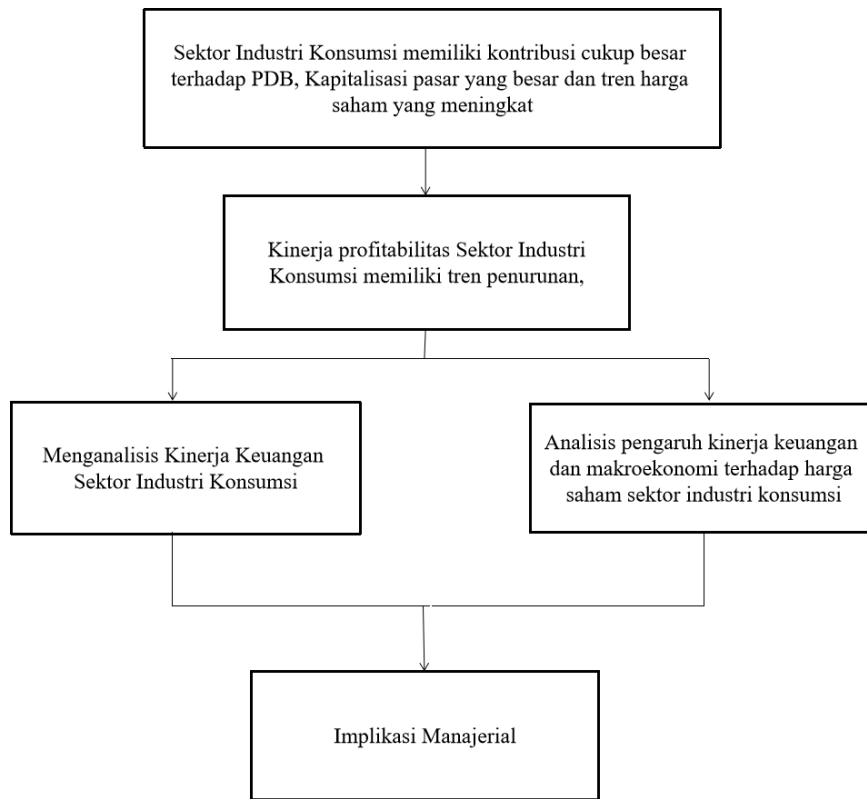 Sektor Industri Konsumsi memiliki kontribusi cukup besar
terhadap PDB, Kapitalisasi pasar yang besar dan tren harga
saham yang meningkat
Kinerja profitabilitas Sektor Industri
Konsumsi memiliki tren penurunan,
Menganalisis Kinerja Keuangan
Sektor Industri Konsumsi
Analisis pengaruh kinerja keuangan
dan makroekonomi terhadap harga
saham sektor industri konsumsi
Implikasi Manajerial